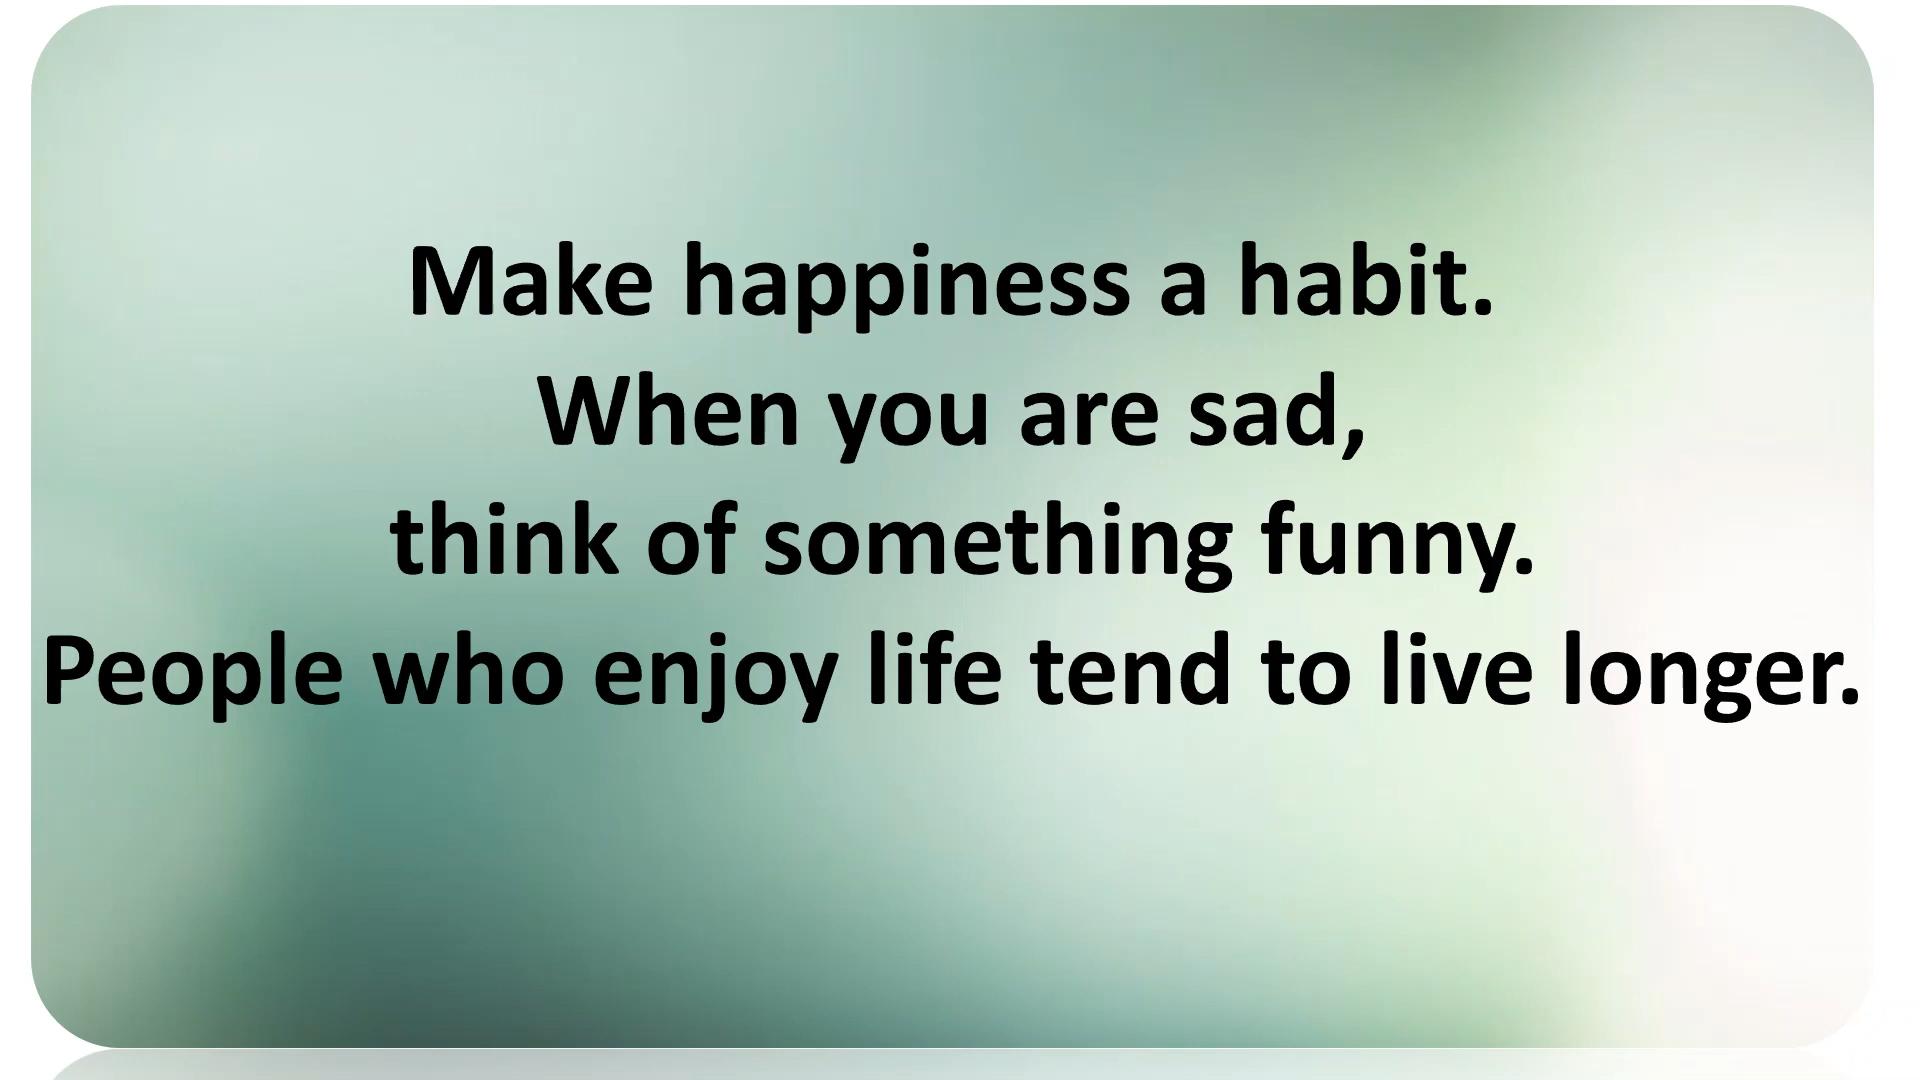 Make happiness a habit.
When you are sad,
think of something funny.
People who enjoy life tend to live longer.